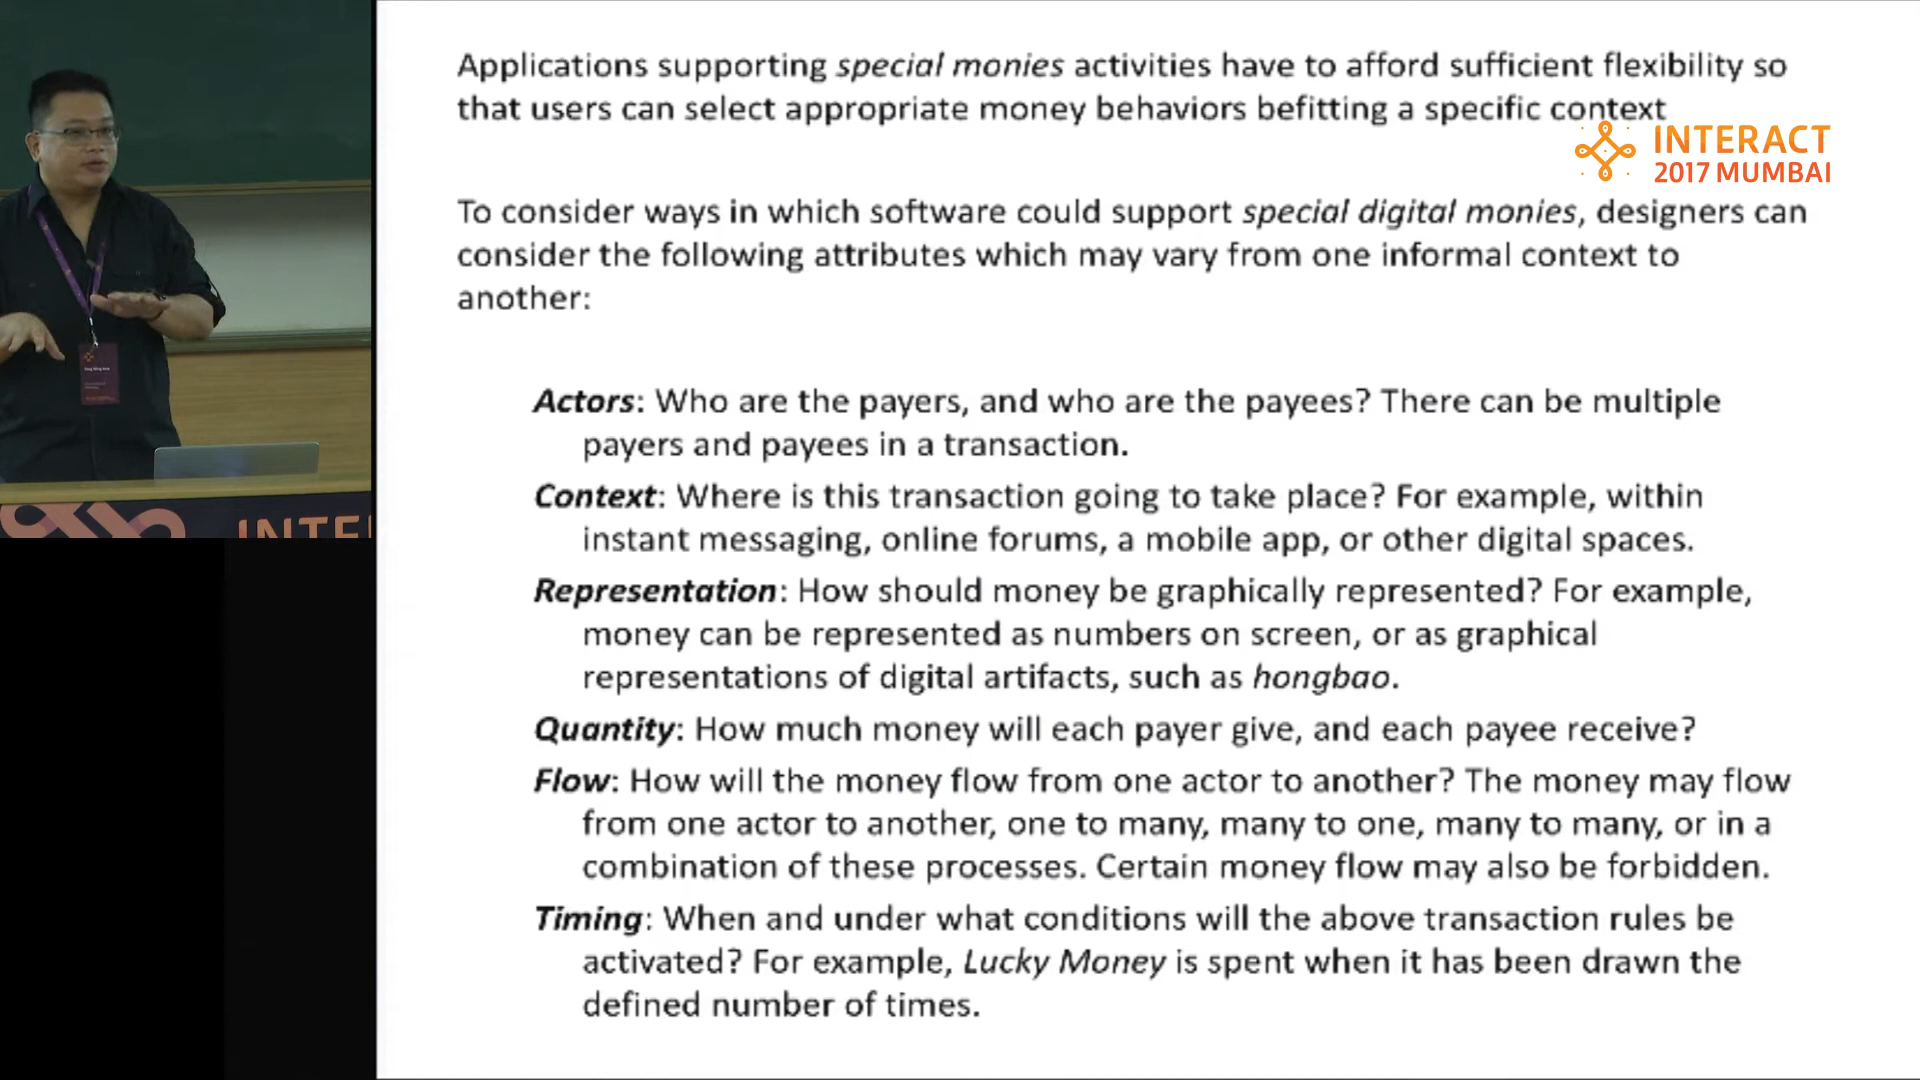 Applications supporting special monies activities have to afford sufficient flexibility so
that users can select appropriate money behaviors befitting a specific context
INTERACT
2017 MUMBAI
To consider ways in which software could support special digital monies, designers can
consider the following attributes which may vary from one informal context to
another:
Actors: Who are the payers, and who are the payees? There can be multiple
payers and payees in a transaction.
Context: Where is this transaction going to take place? For example, within
instant messaging, online forums, a mobile app, or other digital spaces.
Representation: How should money be graphically represented? For example,
money can be represented as numbers on screen, or as graphical
representations of digital artifacts, such as hongbao.
Quantity: How much money will each payer give, and each payee receive?
Flow: How will the money flow from one actor to another? The money may flow
from one actor to another, one to many, many to one, many to many, or in a
combination of these processes. Certain money flow may also be forbidden.
Timing: When and under what conditions will the above transaction rules be
activated? For example, Lucky Money is spent when it has been drawn the
defined number of times.
INTE